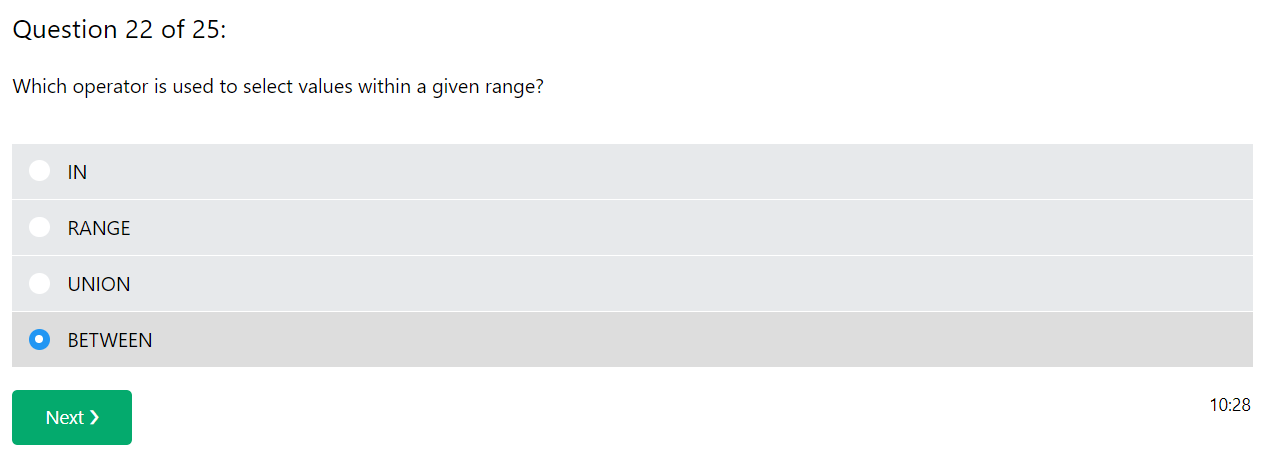 Question 22 of 25:
Which operator is used to select values within a given range?
IN
RANGE
UNION
BETWEEN
Next ❯
10:28